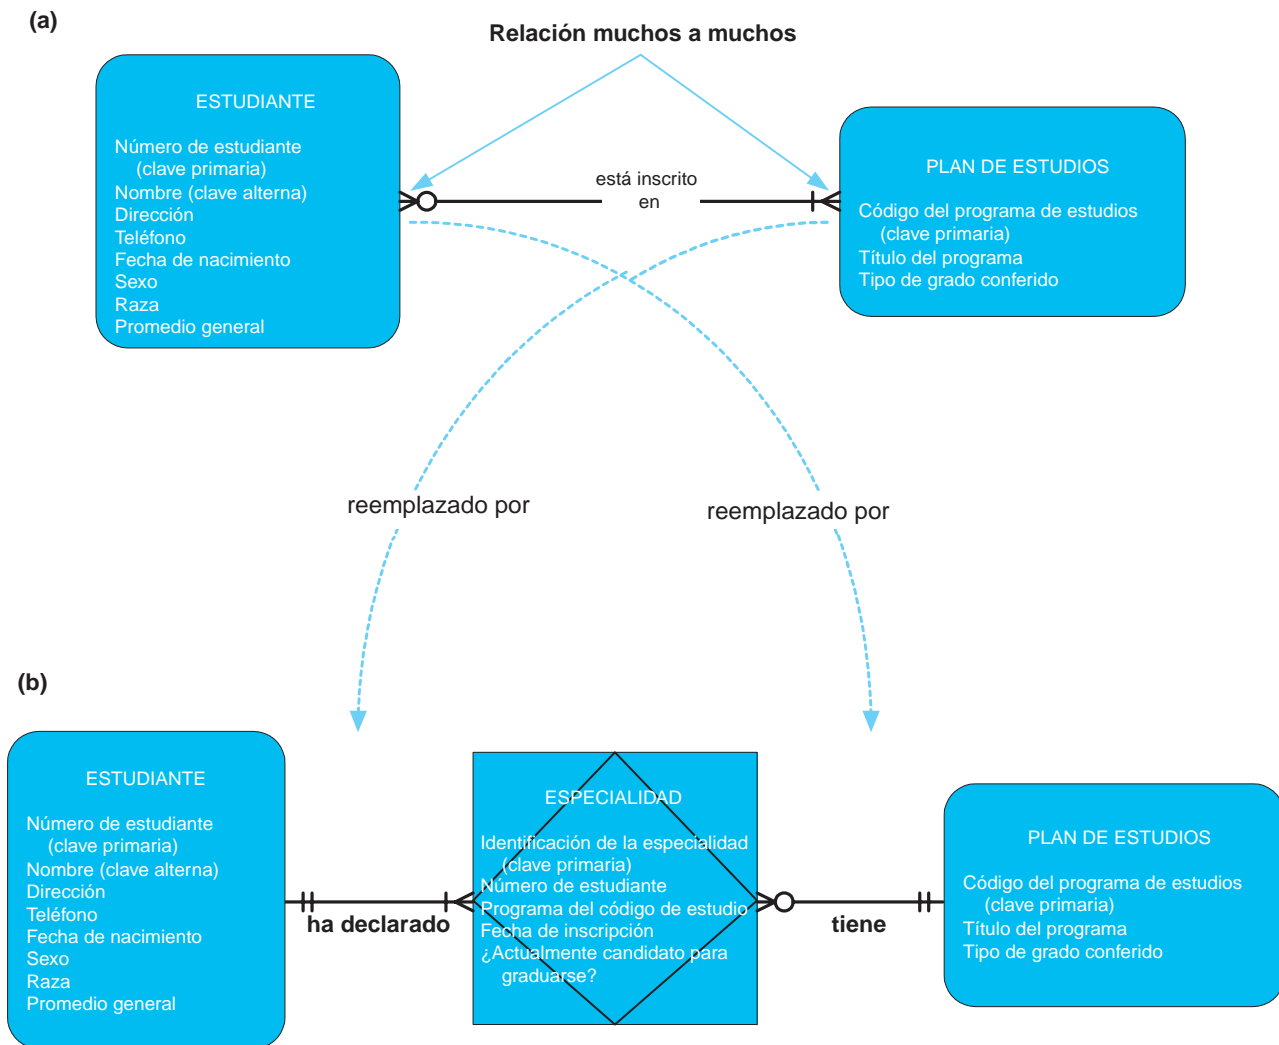 (a)
Relación muchos a muchos
ESTUDIANTE
Número de estudiante
(clave primaria)
Nombre (clave alterna)
Dirección
Teléfono
Fecha de nacimiento
Sexo
Raza
Promedio general
está inscrito
en
PLAN DE ESTUDIOS
Código del programa de estudios
(clave primaria)
Título del programa
Tipo de grado conferido
reemplazado por
reemplazado por
(b)
ESTUDIANTE
Número de estudiante
(clave primaria)
Nombre (clave alterna)
Dirección
Teléfono
Fecha de nacimiento
Sexo
Raza
Promedio general
ha declarado
ESPECIALIDAD
Identificación de la especialidad
(clave primaria)
Número de estudiante
Programa del código de estudio
Fecha de inscripción
¿Actualmente candidato para
graduarse?
tiene
PLAN DE ESTUDIOS
Código del programa de estudios
(clave primaria)
Título del programa
Tipo de grado conferido